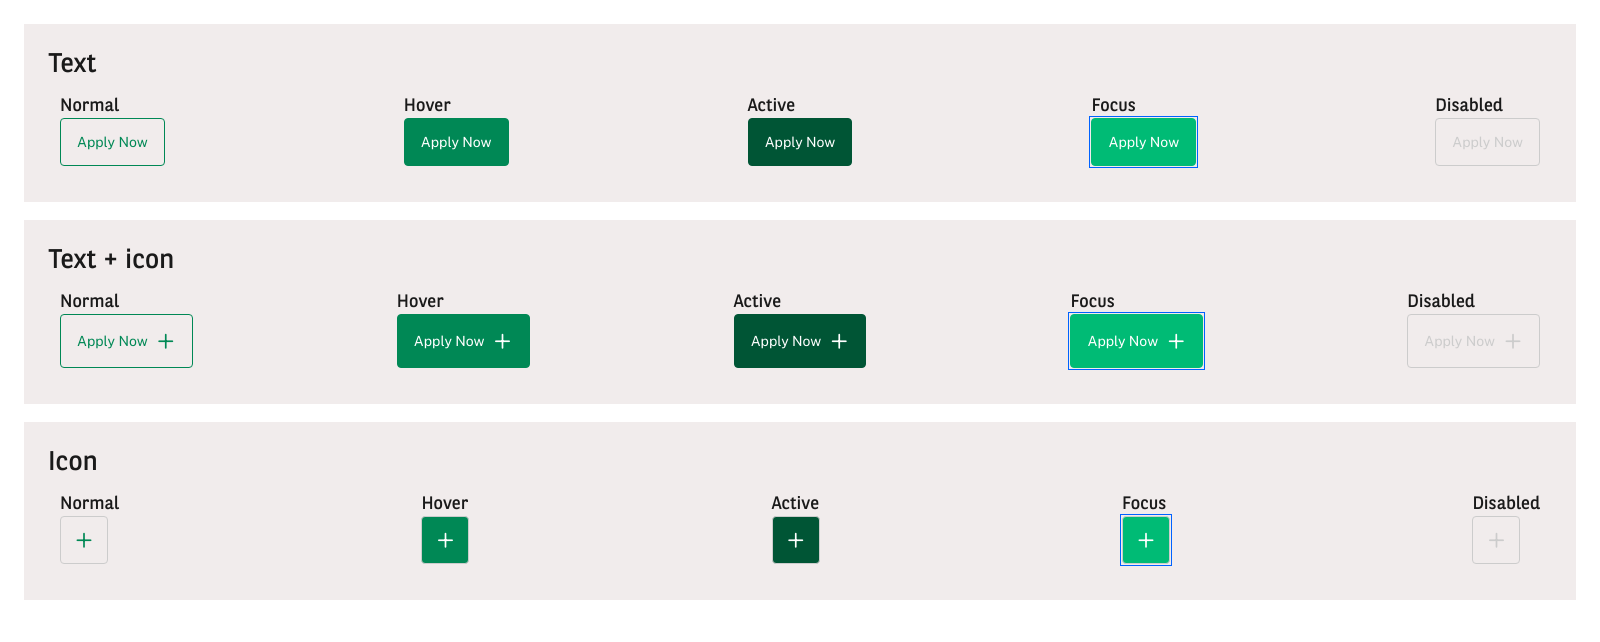 Text
Normal Hover Active Focus Disabled
Apply Now Apply Now Apply Now Apply Now Apply Now
Text + icon
Normal Hover Active Focus Disabled
Apply Now Apply Now Apply Now Apply Now Apply Now
Icon
Normal Hover Active Focus Disabled